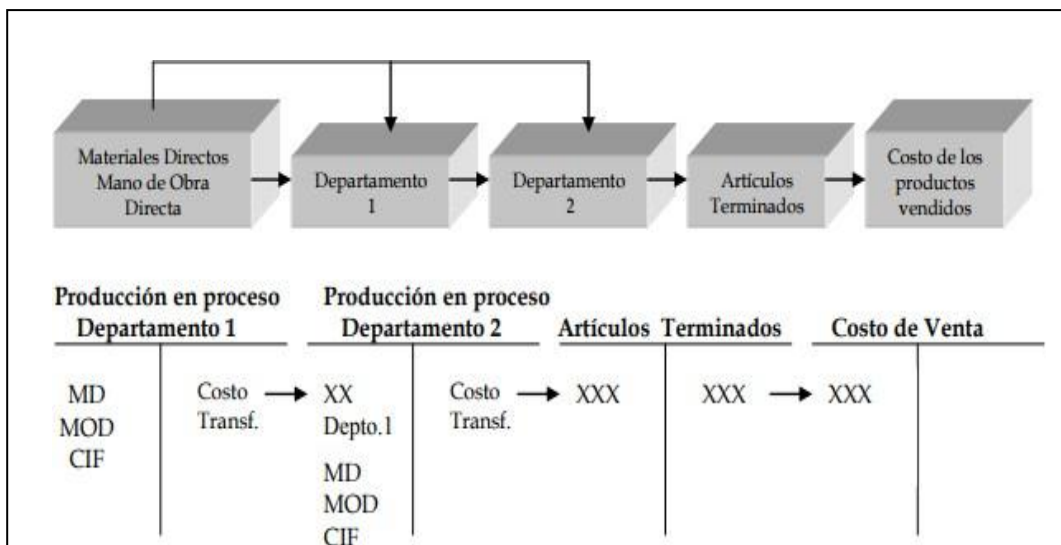 Materiales Directos
Mano de Obra
Directa
Departamento
1
Departamento
2
Artículos
Terminados
Costo de los
productos
vendidos
Producción en proceso
Departamento 1
Producción en proceso
Departamento 2
Artículos Terminados
Costo de Venta
MD
MOD
CIF
Costo
Transf.
XX
Depto.1
MD
MOD
CIF
Costo
Transf.
XXX
XXX
XXX